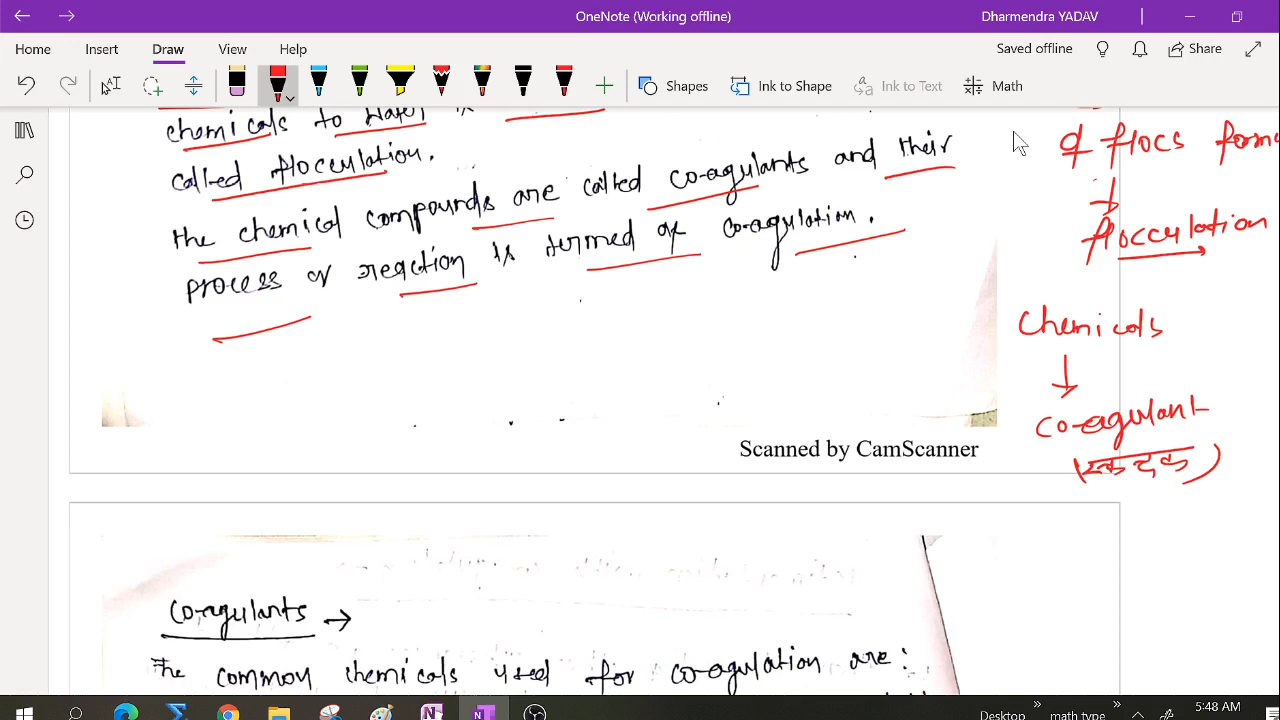 OneNote (Working offline)
Dharmendra YADAV
Home Insert Draw View Help
Saved offline
Share
Shapes
Ink to Shape
Ink to Text
Math
chemicals to water
called flocculation.
the chemical compounds are called co-agulants and their
process or reaction is termed as co-agulation.
of flocs form
flocculation
chemicals
co-agulant
(स्कंदक)
Scanned by CamScanner
Co-agulants →
The common chemicals used for co-agulation are:
Desktop
math type
5:48 AM